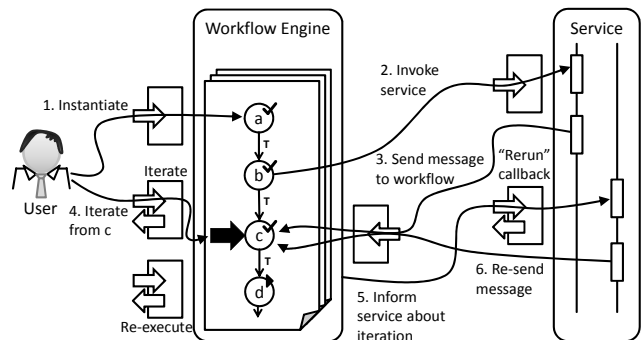 Workflow Engine
Service
1. Instantiate
2. Invoke
service
a
T
b
3. Send message
to workflow
"Rerun"
callback
User
Iterate
4. Iterate
from c
T
c
T
d
5. Inform
service about
iteration
6. Re-send
message
Re-execute